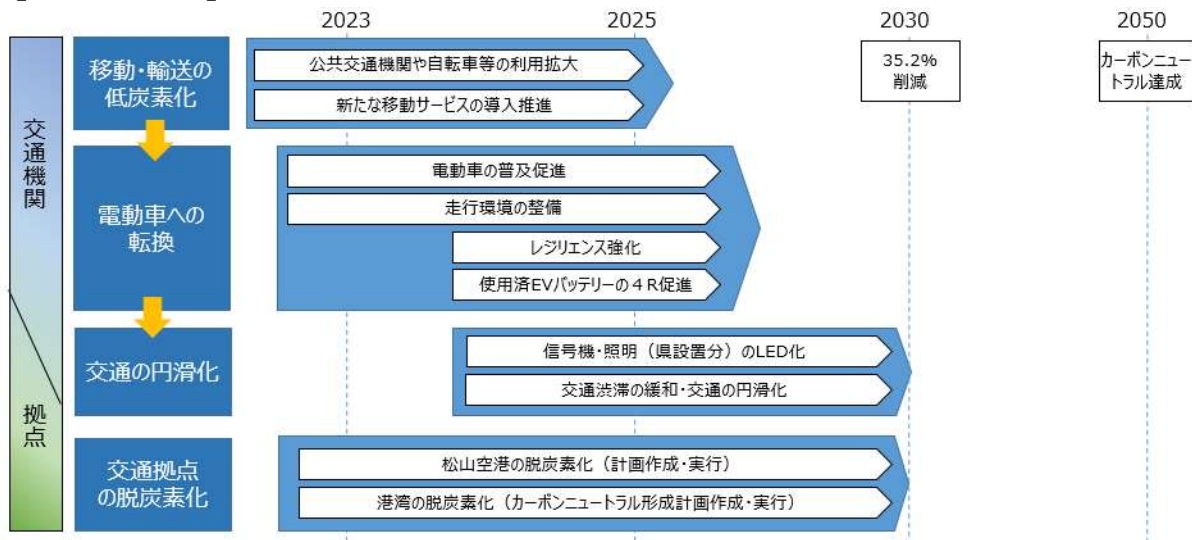 2023
2025
2030
2050
交通機関
拠点
移動・輸送の
低炭素化
公共交通機関や自転車等の利用拡大
新たな移動サービスの導入推進
35.2%
削減
カーボンニュー
トラル達成
電動車への
転換
電動車の普及促進
走行環境の整備
レジリエンス強化
使用済EVバッテリーの４R促進
交通の円滑化
信号機・照明（県設置分）のLED化
交通渋滞の緩和・交通の円滑化
交通拠点
の脱炭素化
松山空港の脱炭素化（計画作成・実行）
港湾の脱炭素化（カーボンニュートラル形成計画作成・実行）